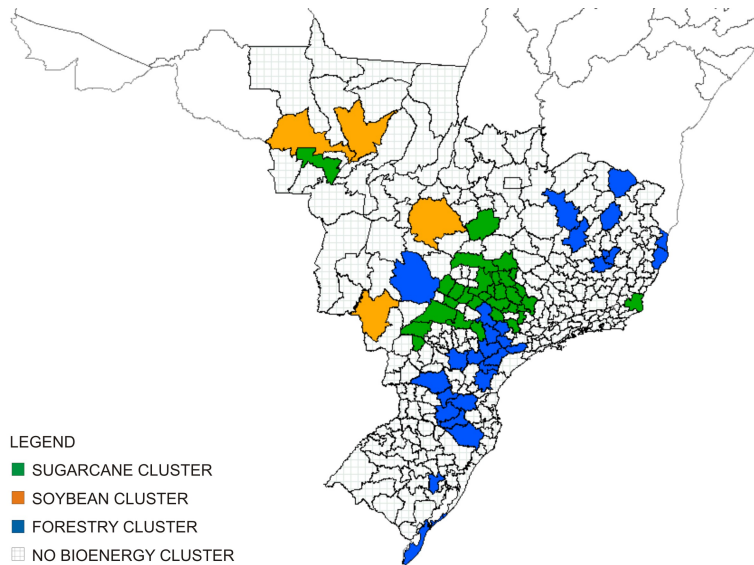 LEGEND
SUGARCANE CLUSTER
SOYBEAN CLUSTER
FORESTRY CLUSTER
NO BIOENERGY CLUSTER